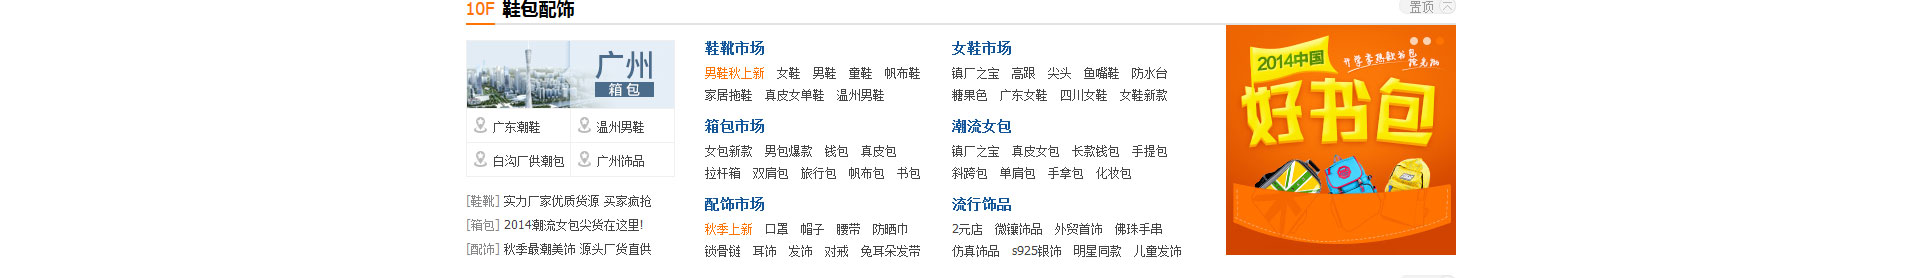 10F 鞋包配饰
置顶
广州
箱包
广东潮鞋 温州男鞋
白沟厂供潮包 广州饰品
[鞋靴] 实力厂家优质货源 买家疯抢
[箱包] 2014潮流女包尖货在这里!
[配饰] 秋季最潮美饰 源头厂货直供
鞋靴市场
男鞋秋上新 女鞋 男鞋 童鞋 帆布鞋
家居拖鞋 真皮女单鞋 温州男鞋
箱包市场
女包新款 男包爆款 钱包 真皮包
拉杆箱 双肩包 旅行包 帆布包 书包
配饰市场
秋季上新 口罩 帽子 腰带 防晒巾
锁骨链 耳饰 发饰 对戒 兔耳朵发带
女鞋市场
镇厂之宝 高跟 尖头 鱼嘴鞋 防水台
糖果色 广东女鞋 四川女鞋 女鞋新款
潮流女包
镇厂之宝 真皮女包 长款钱包 手提包
斜跨包 单肩包 手拿包 化妆包
流行饰品
2元店 微镶饰品 外贸首饰 佛珠手串
仿真饰品 s925银饰 明星同款 儿童发饰
2014中国
好书包